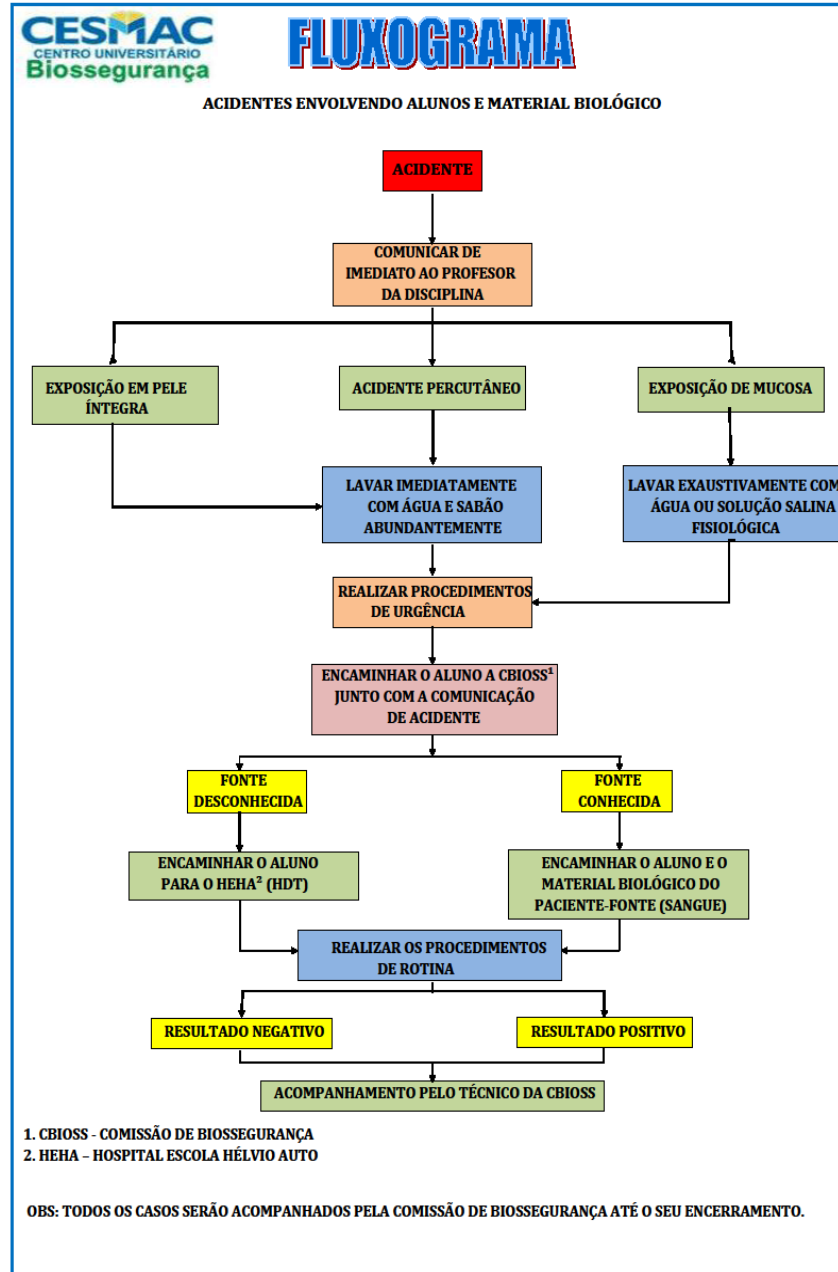 CESMAC
CENTRO UNIVERSITÁRIO
Biossegurança
FLUXOGRAMA
ACIDENTES ENVOLVENDO ALUNOS E MATERIAL BIOLÓGICO
ACIDENTE
COMUNICAR DE
IMEDIATO AO PROFESOR
DA DISCIPLINA
EXPOSIÇÃO EM PELE
ÍNTEGRA
ACIDENTE PERCUTÂNEO
EXPOSIÇÃO DE MUCOSA
LAVAR IMEDIATAMENTE
COM ÁGUA E SABÃO
ABUNDANTEMENTE
LAVAR EXAUSTIVAMENTE COM
ÁGUA OU SOLUÇÃO SALINA
FISIOLÓGICA
REALIZAR PROCEDIMENTOS
DE URGÊNCIA
ENCAMINHAR O ALUNO A CBIOSS¹
JUNTO COM A COMUNICAÇÃO
DE ACIDENTE
FONTE
DESCONHECIDA
FONTE
CONHECIDA
ENCAMINHAR O ALUNO
PARA O HEHA² (HDT)
ENCAMINHAR O ALUNO E O
MATERIAL BIOLÓGICO DO
PACIENTE-FONTE (SANGUE)
REALIZAR OS PROCEDIMENTOS
DE ROTINA
RESULTADO NEGATIVO
RESULTADO POSITIVO
ACOMPANHAMENTO PELO TÉCNICO DA CBIOSS
1. CBIOSS - COMISSÃO DE BIOSSEGURANÇA
2. HEHA – HOSPITAL ESCOLA HÉLVIO AUTO
OBS: TODOS OS CASOS SERÃO ACOMPANHADOS PELA COMISSÃO DE BIOSSEGURANÇA ATÉ O SEU ENCERRAMENTO.